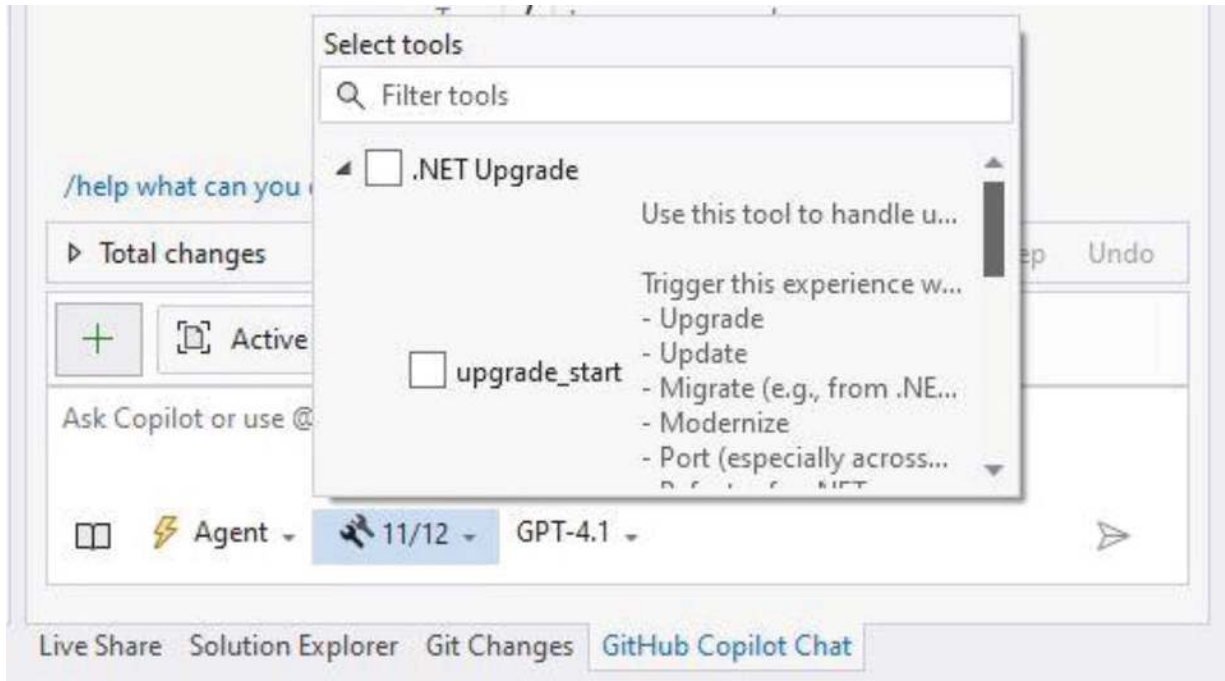 Select tools
Filter tools
.NET Upgrade
/help what can you
Use this tool to handle u...
Total changes
Undo
Trigger this experience w...
- Upgrade
Active
- Update
upgrade_start
- Migrate (e.g., from .NE...
Ask Copilot or use @
- Modernize
- Port (especially across...
Agent
11/12
GPT-4.1
Live Share Solution Explorer Git Changes GitHub Copilot Chat